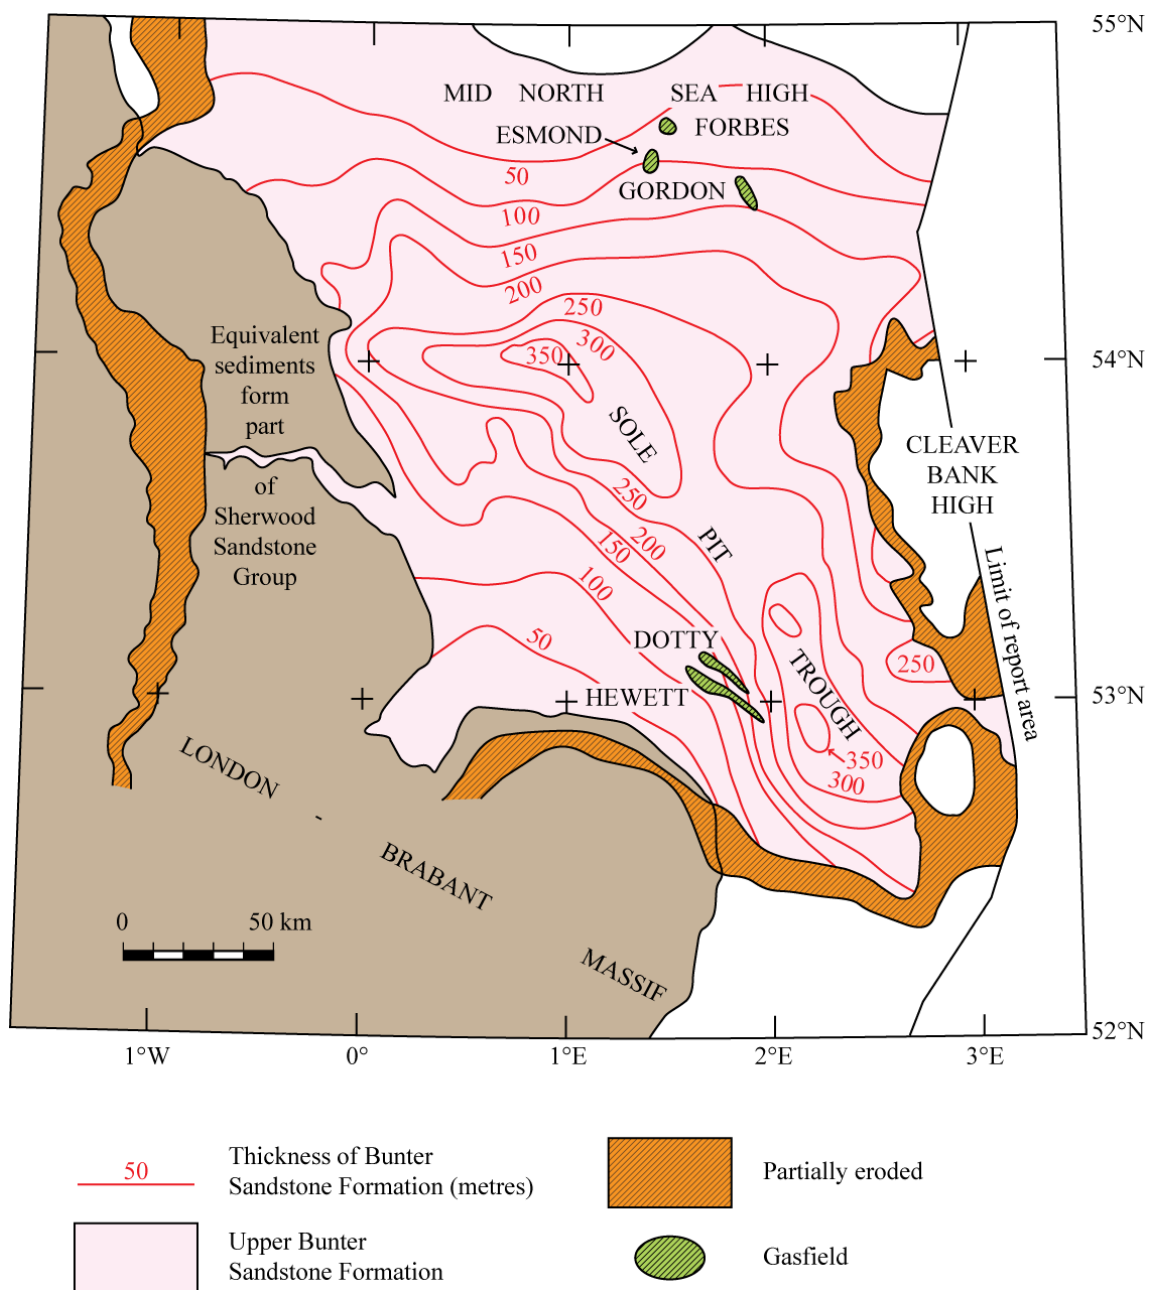 55°N
MID NORTH SEA HIGH
ESMOND
FORBES
50
GORDON
100
150
200
250
300
350
Equivalent
sediments
form
part
of
Sherwood
Sandstone
Group
54°N
SOLE
PIT
TROUGH
CLEAVER
BANK
HIGH
Limit of report area
250
200
150
100
50
DOTTY
HEWETT
250
350
300
53°N
LONDON - BRABANT MASSIF
0 50 km
52°N
1°W 0° 1°E 2°E 3°E
50
Thickness of Bunter
Sandstone Formation (metres)
Partially eroded
Upper Bunter
Sandstone Formation
Gasfield